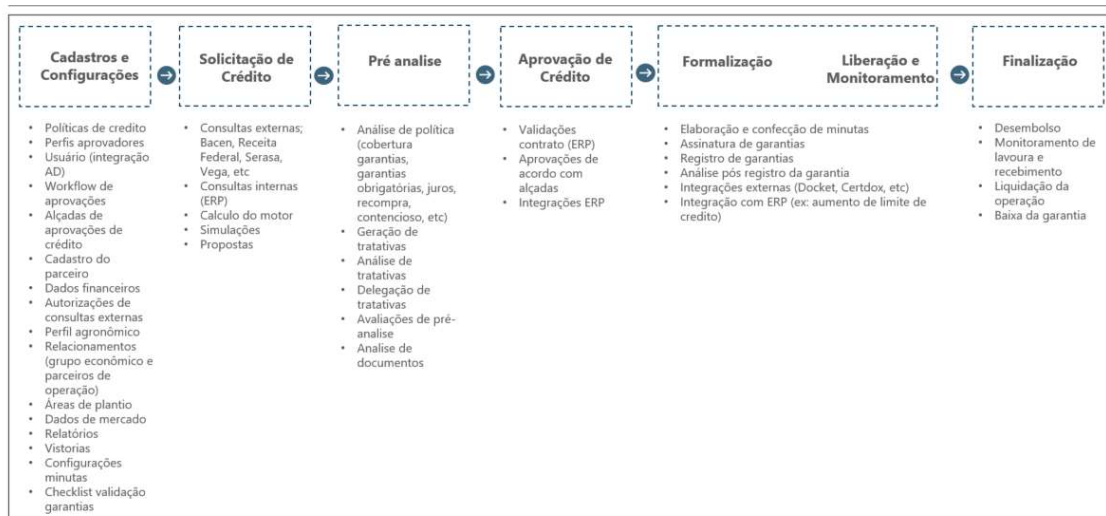 Cadastros e
Configurações
Solicitação de
Crédito
Pré analise
Aprovação de
Crédito
Formalização
Liberação e
Monitoramento
Finalização
• Políticas de credito
• Perfis aprovadores
• Usuário (integração
AD)
• Workflow de
aprovações
• Alçadas de
aprovações de
crédito
• Cadastro do
parceiro
• Dados financeiros
• Autorizações de
consultas externas
• Perfil agronômico
• Relacionamentos
(grupo econômico e
parceiros de
operação)
• Áreas de plantio
• Dados de mercado
• Relatórios
• Vistorias
• Configurações
minutas
• Checklist validação
garantias
• Consultas externas;
Bacen, Receita
Federal, Serasa,
Vega, etc
• Consultas internas
(ERP)
• Calculo do motor
• Simulações
• Propostas
• Análise de política
(cobertura
garantias,
garantias
obrigatórias, juros,
recompra,
contencioso, etc)
• Geração de
tratativas
• Análise de
tratativas
• Delegação de
tratativas
• Avaliações de pré-
analise
• Analise de
documentos
• Validações
contrato (ERP)
• Aprovações de
acordo com
alçadas
• Integrações ERP
• Elaboração e confecção de minutas
• Assinatura de garantias
• Registro de garantias
• Análise pós registro da garantia
• Integrações externas (Docket, Certdox, etc)
• Integração com ERP (ex: aumento de limite de
credito)
• Desembolso
• Monitoramento de
lavoura e
recebimento
• Liquidação da
operação
• Baixa da garantia